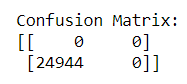 Confusion Matrix:
[[    0     0]
 [24944     0]]